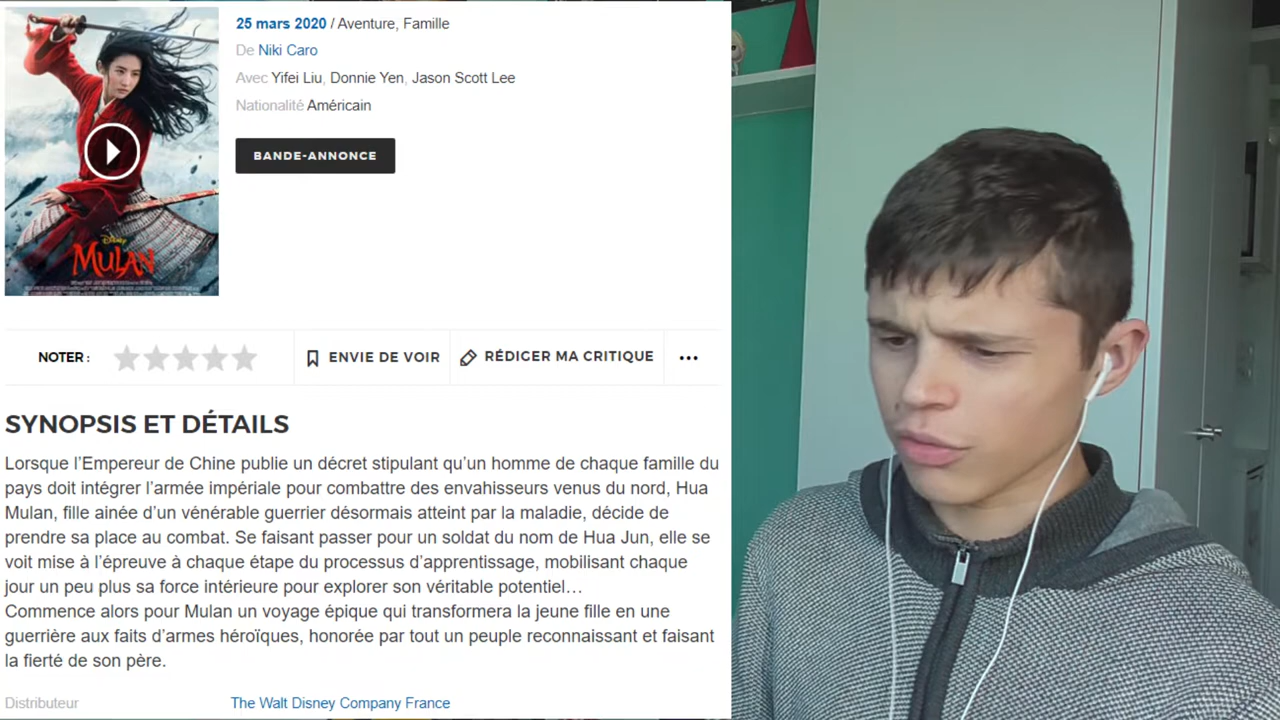 25 mars 2020 / Aventure, Famille
De Niki Caro
Avec Yifei Liu, Donnie Yen, Jason Scott Lee
Nationalité Américain
BANDE-ANNONCE
Disney
MULAN
NOTER :
ENVIE DE VOIR
RÉDIGER MA CRITIQUE
...
SYNOPSIS ET DÉTAILS
Lorsque l'Empereur de Chine publie un décret stipulant qu'un homme de chaque famille du
pays doit intégrer l'armée impériale pour combattre des envahisseurs venus du nord, Hua
Mulan, fille ainée d'un vénérable guerrier désormais atteint par la maladie, décide de
prendre sa place au combat. Se faisant passer pour un soldat du nom de Hua Jun, elle se
voit mise à l'épreuve à chaque étape du processus d'apprentissage, mobilisant chaque
jour un peu plus sa force intérieure pour explorer son véritable potentiel…
Commence alors pour Mulan un voyage épique qui transformera la jeune fille en une
guerrière aux faits d'armes héroïques, honorée par tout un peuple reconnaissant et faisant
la fierté de son père.
Distributeur The Walt Disney Company France